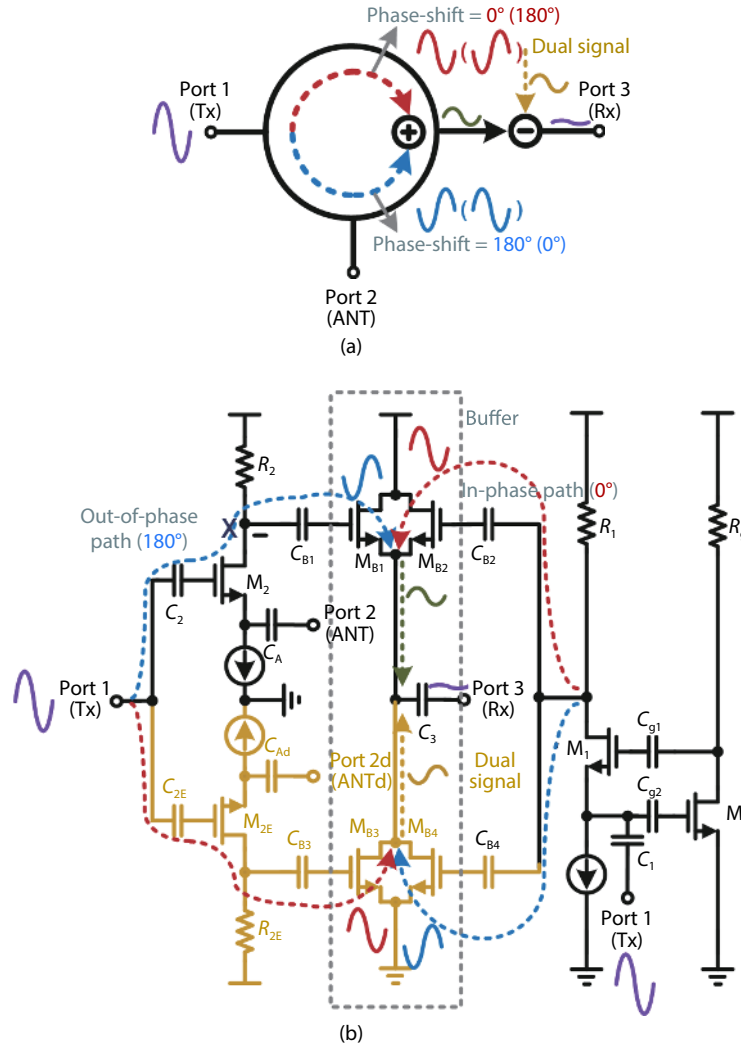 Phase-shift = 0° (180°)
Dual signal
Port 1
(Tx)
Port 3
(Rx)
Phase-shift = 180° (0°)
Port 2
(ANT)
(a)
Buffer
R2
In-phase path (0°)
Out-of-phase
path (180°)
X
R1
R
CB1
MB1
MB2
CB2
C2
M2
Port 2
(ANT)
CA
Port 1
(Tx)
Port 3
(Rx)
C3
M1
Cg1
CAd
Port 2d
(ANTd)
Dual
signal
C2E
M2E
Cg2
M
CB3
MB3
MB4
CB4
C1
R2E
Port 1
(Tx)
(b)